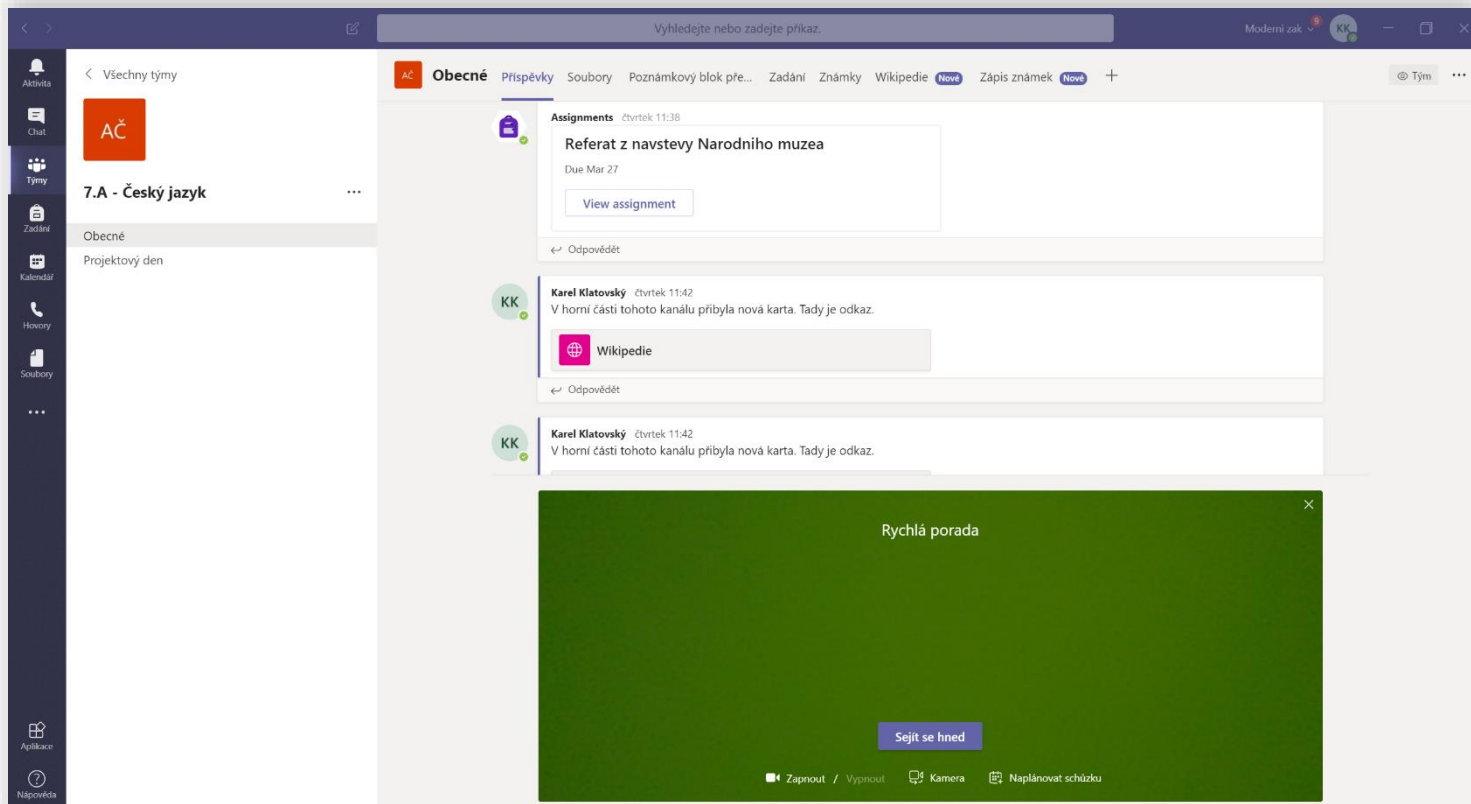 Vyhledejte nebo zadejte příkaz.
Moderni zak
9
KK
Aktivita
Chat
Týmy
Zadání
Kalendář
Hovory
Soubory
Aplikace
Nápověda
Všechny týmy
AČ
7.A - Český jazyk
Obecné
Projektový den
AČ Obecné Příspěvky Soubory Poznámkový blok pře... Zadání Známky Wikipedie Nové Zápis známek Nové
Tým
Assignments čtvrtek 11:38
Referat z navstevy Narodniho muzea
Due Mar 27
View assignment
Odpovědět
KK
Karel Klatovský čtvrtek 11:42
V horní části tohoto kanálu přibyla nová karta. Tady je odkaz.
Wikipedie
Odpovědět
KK
Karel Klatovský čtvrtek 11:42
V horní části tohoto kanálu přibyla nová karta. Tady je odkaz.
Rychlá porada
Sejít se hned
Zapnout / Vypnout Kamera Naplánovat schůzku